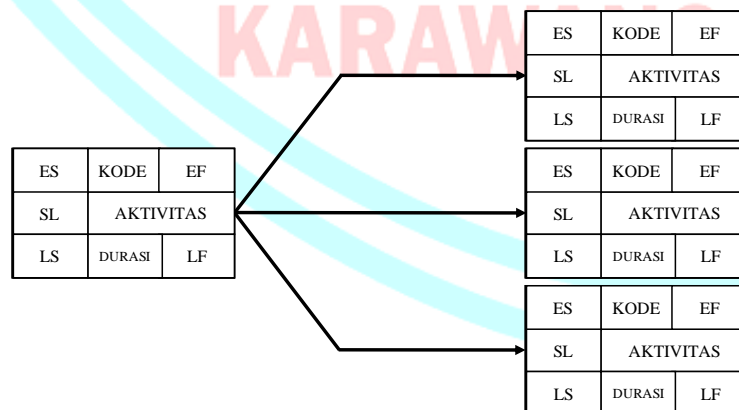 KARAWANG
ES KODE EF
SL AKTIVITAS
LS DURASI LF
ES KODE EF
SL AKTIVITAS
LS DURASI LF
ES KODE EF
SL AKTIVITAS
LS DURASI LF
ES KODE EF
SL AKTIVITAS
LS DURASI LF